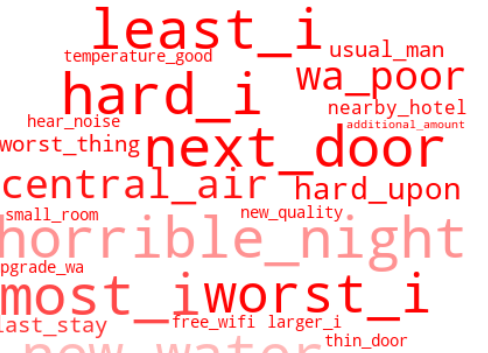 least_i
usual_man
temperature_good
wa_poor
hard_i
nearby_hotel
hear_noise
additional_amount
worst_thing
next_door
central_air
hard_upon
small_room
new_quality
horrible_night
pgrade_wa
most_i
worst_i
last_stay
free_wifi
larger_i
thin_door